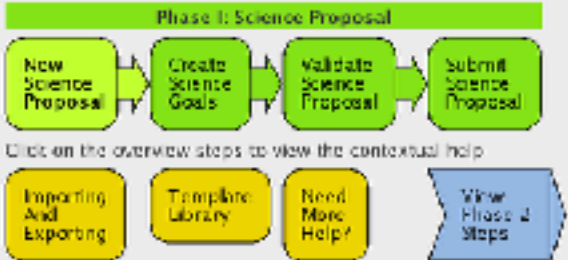 Phase I: Science Proposal
New Science Proposal
Create Science Goals
Validate Science Proposal
Submit Science Proposal
Click on the overview steps to view the contextual help
Importing And Exporting
Template Library
Need More Help?
View Phase 2 Steps